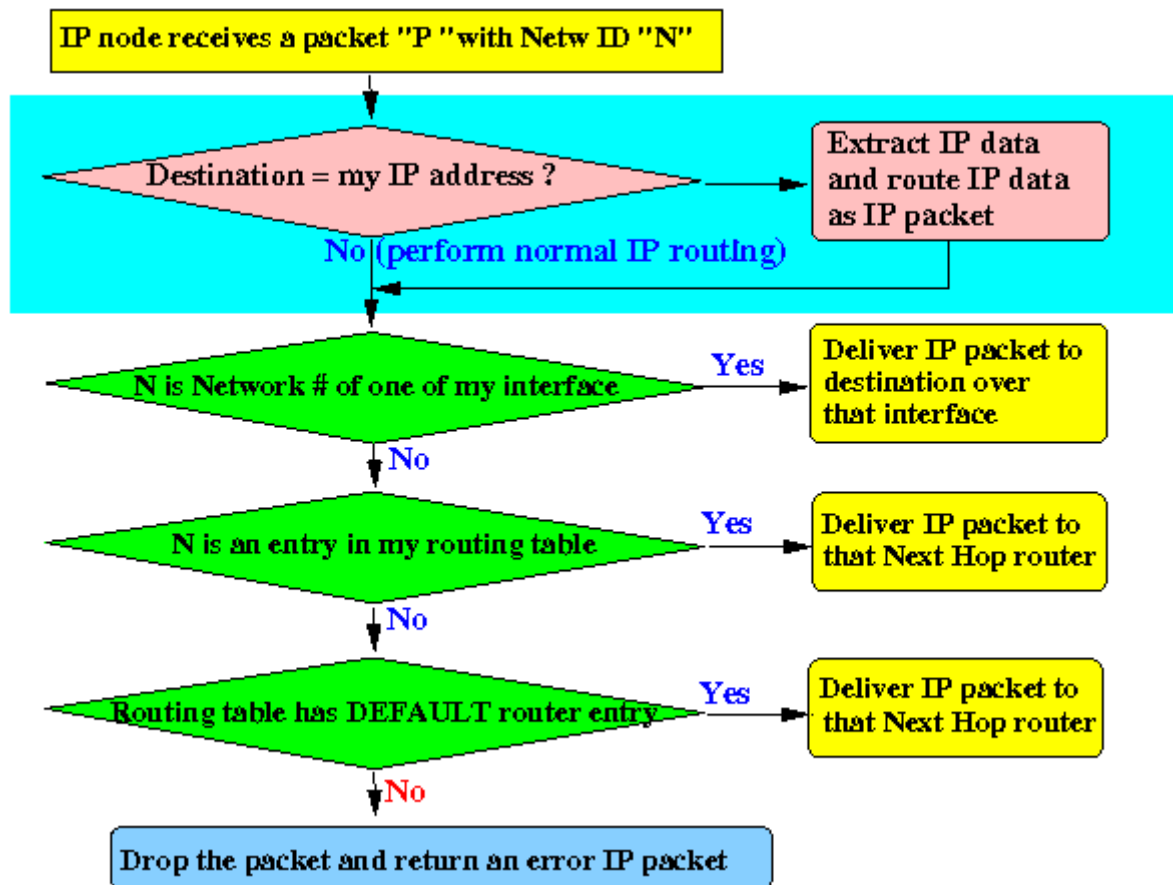 IP node receives a packet "P "with Netw ID "N"
Destination = my IP address ?
Extract IP data
and route IP data
as IP packet
No (perform normal IP routing)
N is Network # of one of my interface
Yes
Deliver IP packet to
destination over
that interface
No
N is an entry in my routing table
Yes
Deliver IP packet to
that Next Hop router
No
Routing table has DEFAULT router entry
Yes
Deliver IP packet to
that Next Hop router
No
Drop the packet and return an error IP packet